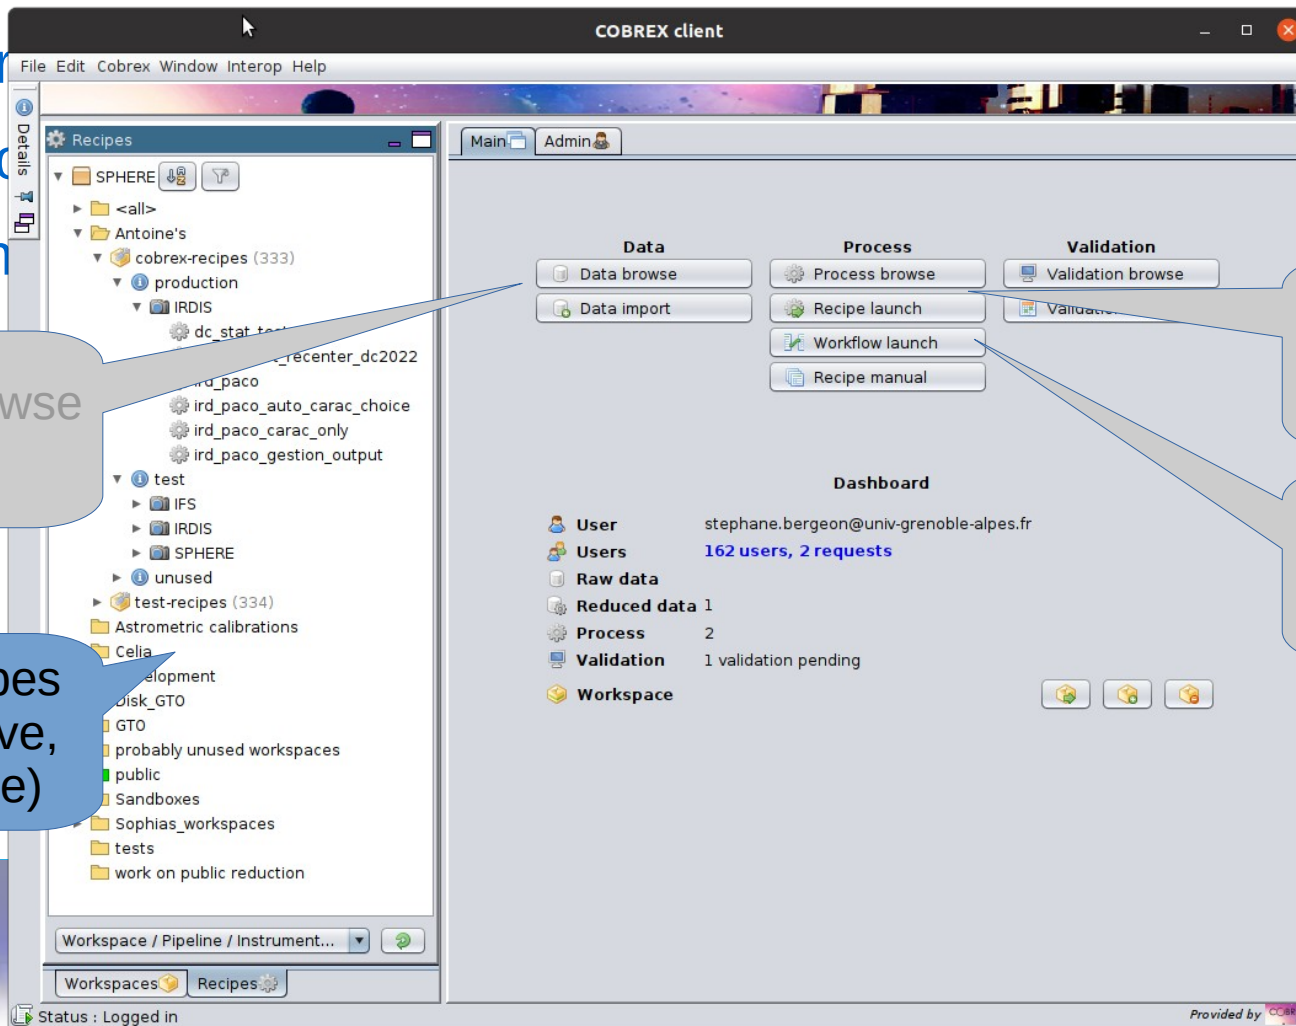 COBREX client
File Edit Cobrex Window Interop Help
Details
Recipes
Main
Admin
SPHERE
<all>
Antoine's
cobrex-recipes (333)
production
IRDIS
dc_stat
recenter_dc2022
ird_paco
ird_paco_auto_carac_choice
ird_paco_carac_only
ird_paco_gestion_output
test
IFS
IRDIS
SPHERE
unused
test-recipes (334)
Astrometric calibrations
Celia
Disk_GTO
GTO
probably unused workspaces
public
Sandboxes
Sophias_workspaces
tests
work on public reduction
Workspace / Pipeline / Instrument...
Workspaces
Recipes
Data
Data browse
Data import
Process
Process browse
Recipe launch
Workflow launch
Recipe manual
Validation
Validation browse
Dashboard
User stephane.bergeon@univ-grenoble-alpes.fr
Users 162 users, 2 requests
Raw data
Reduced data 1
Process 2
Validation 1 validation pending
Workspace
Status : Logged in
Provided by